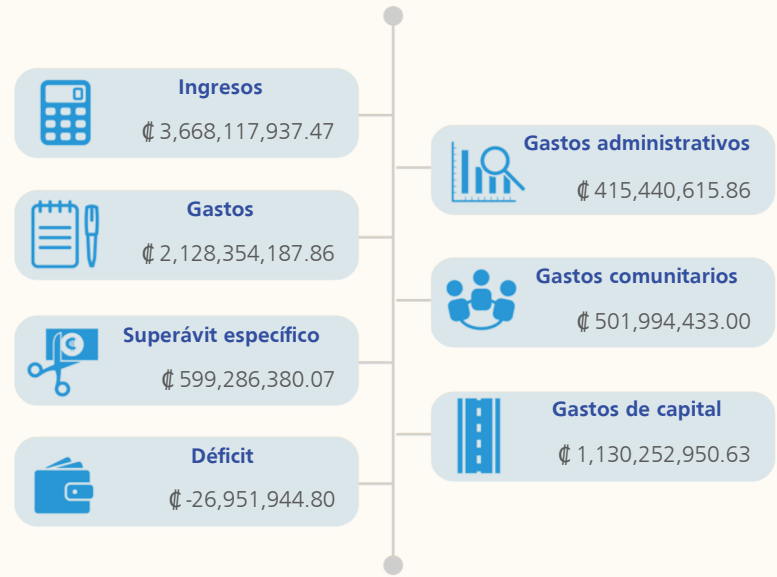 Ingresos
₡ 3,668,117,937.47
Gastos
₡ 2,128,354,187.86
Superávit específico
₡ 599,286,380.07
Déficit
₡ -26,951,944.80
Gastos administrativos
₡ 415,440,615.86
Gastos comunitarios
₡ 501,994,433.00
Gastos de capital
₡ 1,130,252,950.63